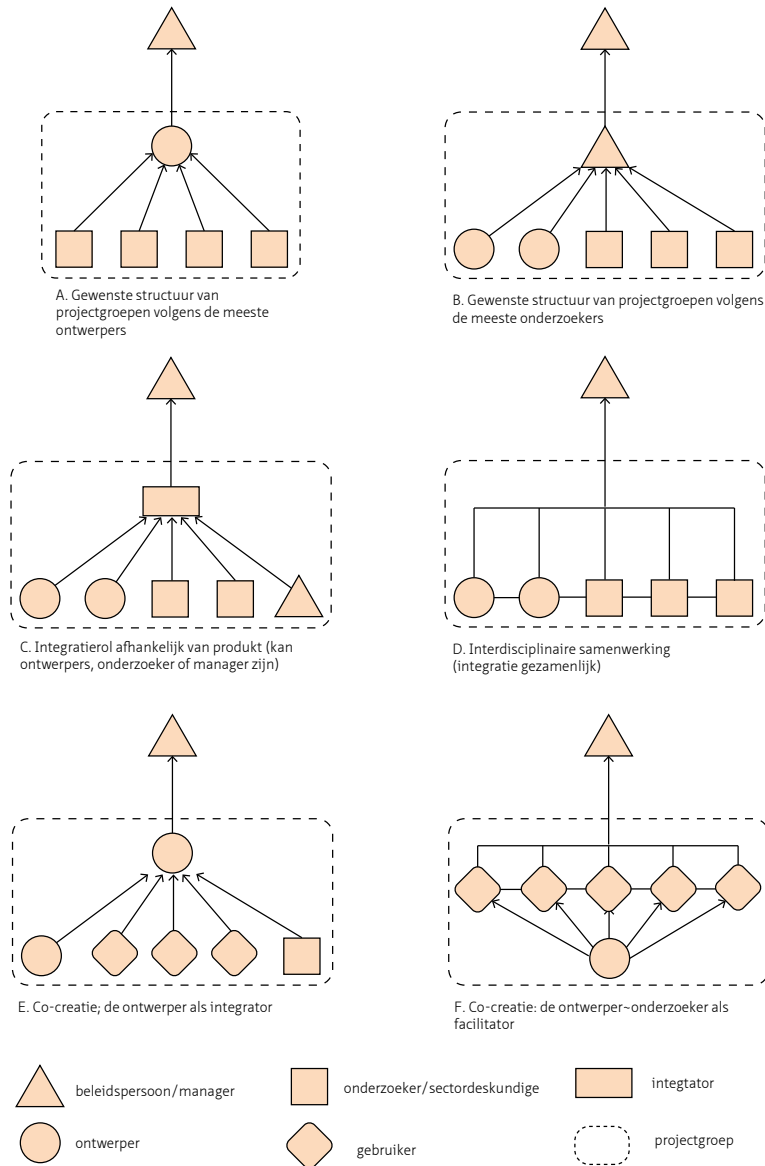 A. Gewenste structuur van
projectgroepen volgens de meeste
ontwerpers
B. Gewenste structuur van projectgroepen volgens
de meeste onderzoekers
C. Integratierol afhankelijk van produkt (kan
ontwerpers, onderzoeker of manager zijn)
D. Interdisciplinaire samenwerking
(integratie gezamenlijk)
E. Co-creatie; de ontwerper als integrator
F. Co-creatie: de ontwerper~onderzoeker als
facilitator
beleidspersoon/manager
onderzoeker/sectordeskundige
integtator
ontwerper
gebruiker
projectgroep